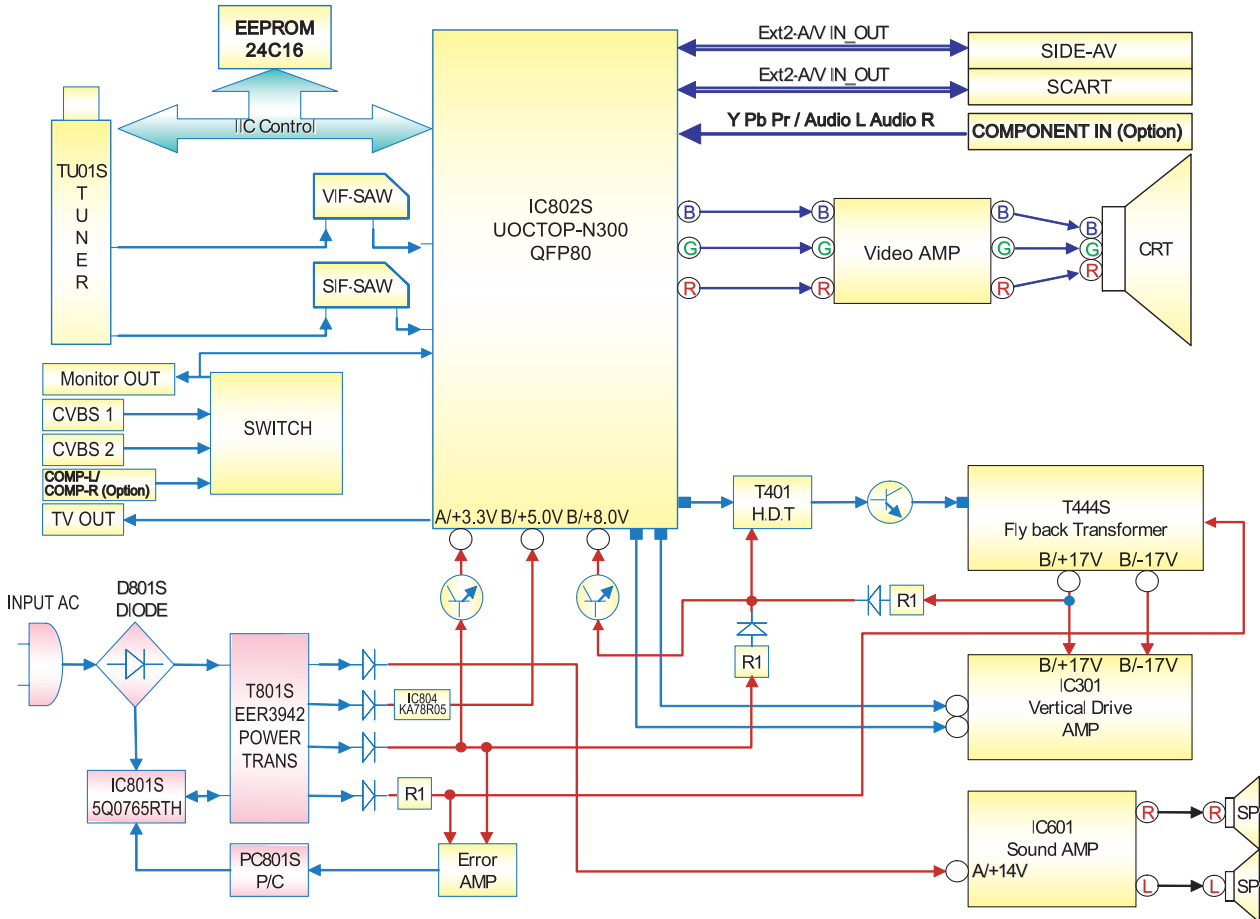 EEPROM
24C16
IIC Control
TU01S
T
U
N
E
R
VIF-SAW
SIF-SAW
Monitor OUT
CVBS 1
CVBS 2
COMP-L/
COMP-R (Option)
TV OUT
SWITCH
IC802S
UOCTOP-N300
QFP80
A/+3.3V B/+5.0V B/+8.0V
Ext2-A/V IN_OUT
SIDE-AV
Ext2-A/V IN_OUT
SCART
Y Pb Pr / Audio L Audio R
COMPONENT IN (Option)
B
G
R
B
G
R
Video AMP
B
G
R
B
G
R
CRT
T401
H.D.T
T444S
Fly back Transformer
B/+17V B/-17V
R1
R1
B/+17V B/-17V
IC301
Vertical Drive
AMP
INPUT AC
D801S
DIODE
T801S
EER3942
POWER
TRANS
IC804
KA78R05
R1
IC801S
5Q0765RTH
PC801S
P/C
Error
AMP
IC601
Sound AMP
A/+14V
R
R
SP
L
L
SP